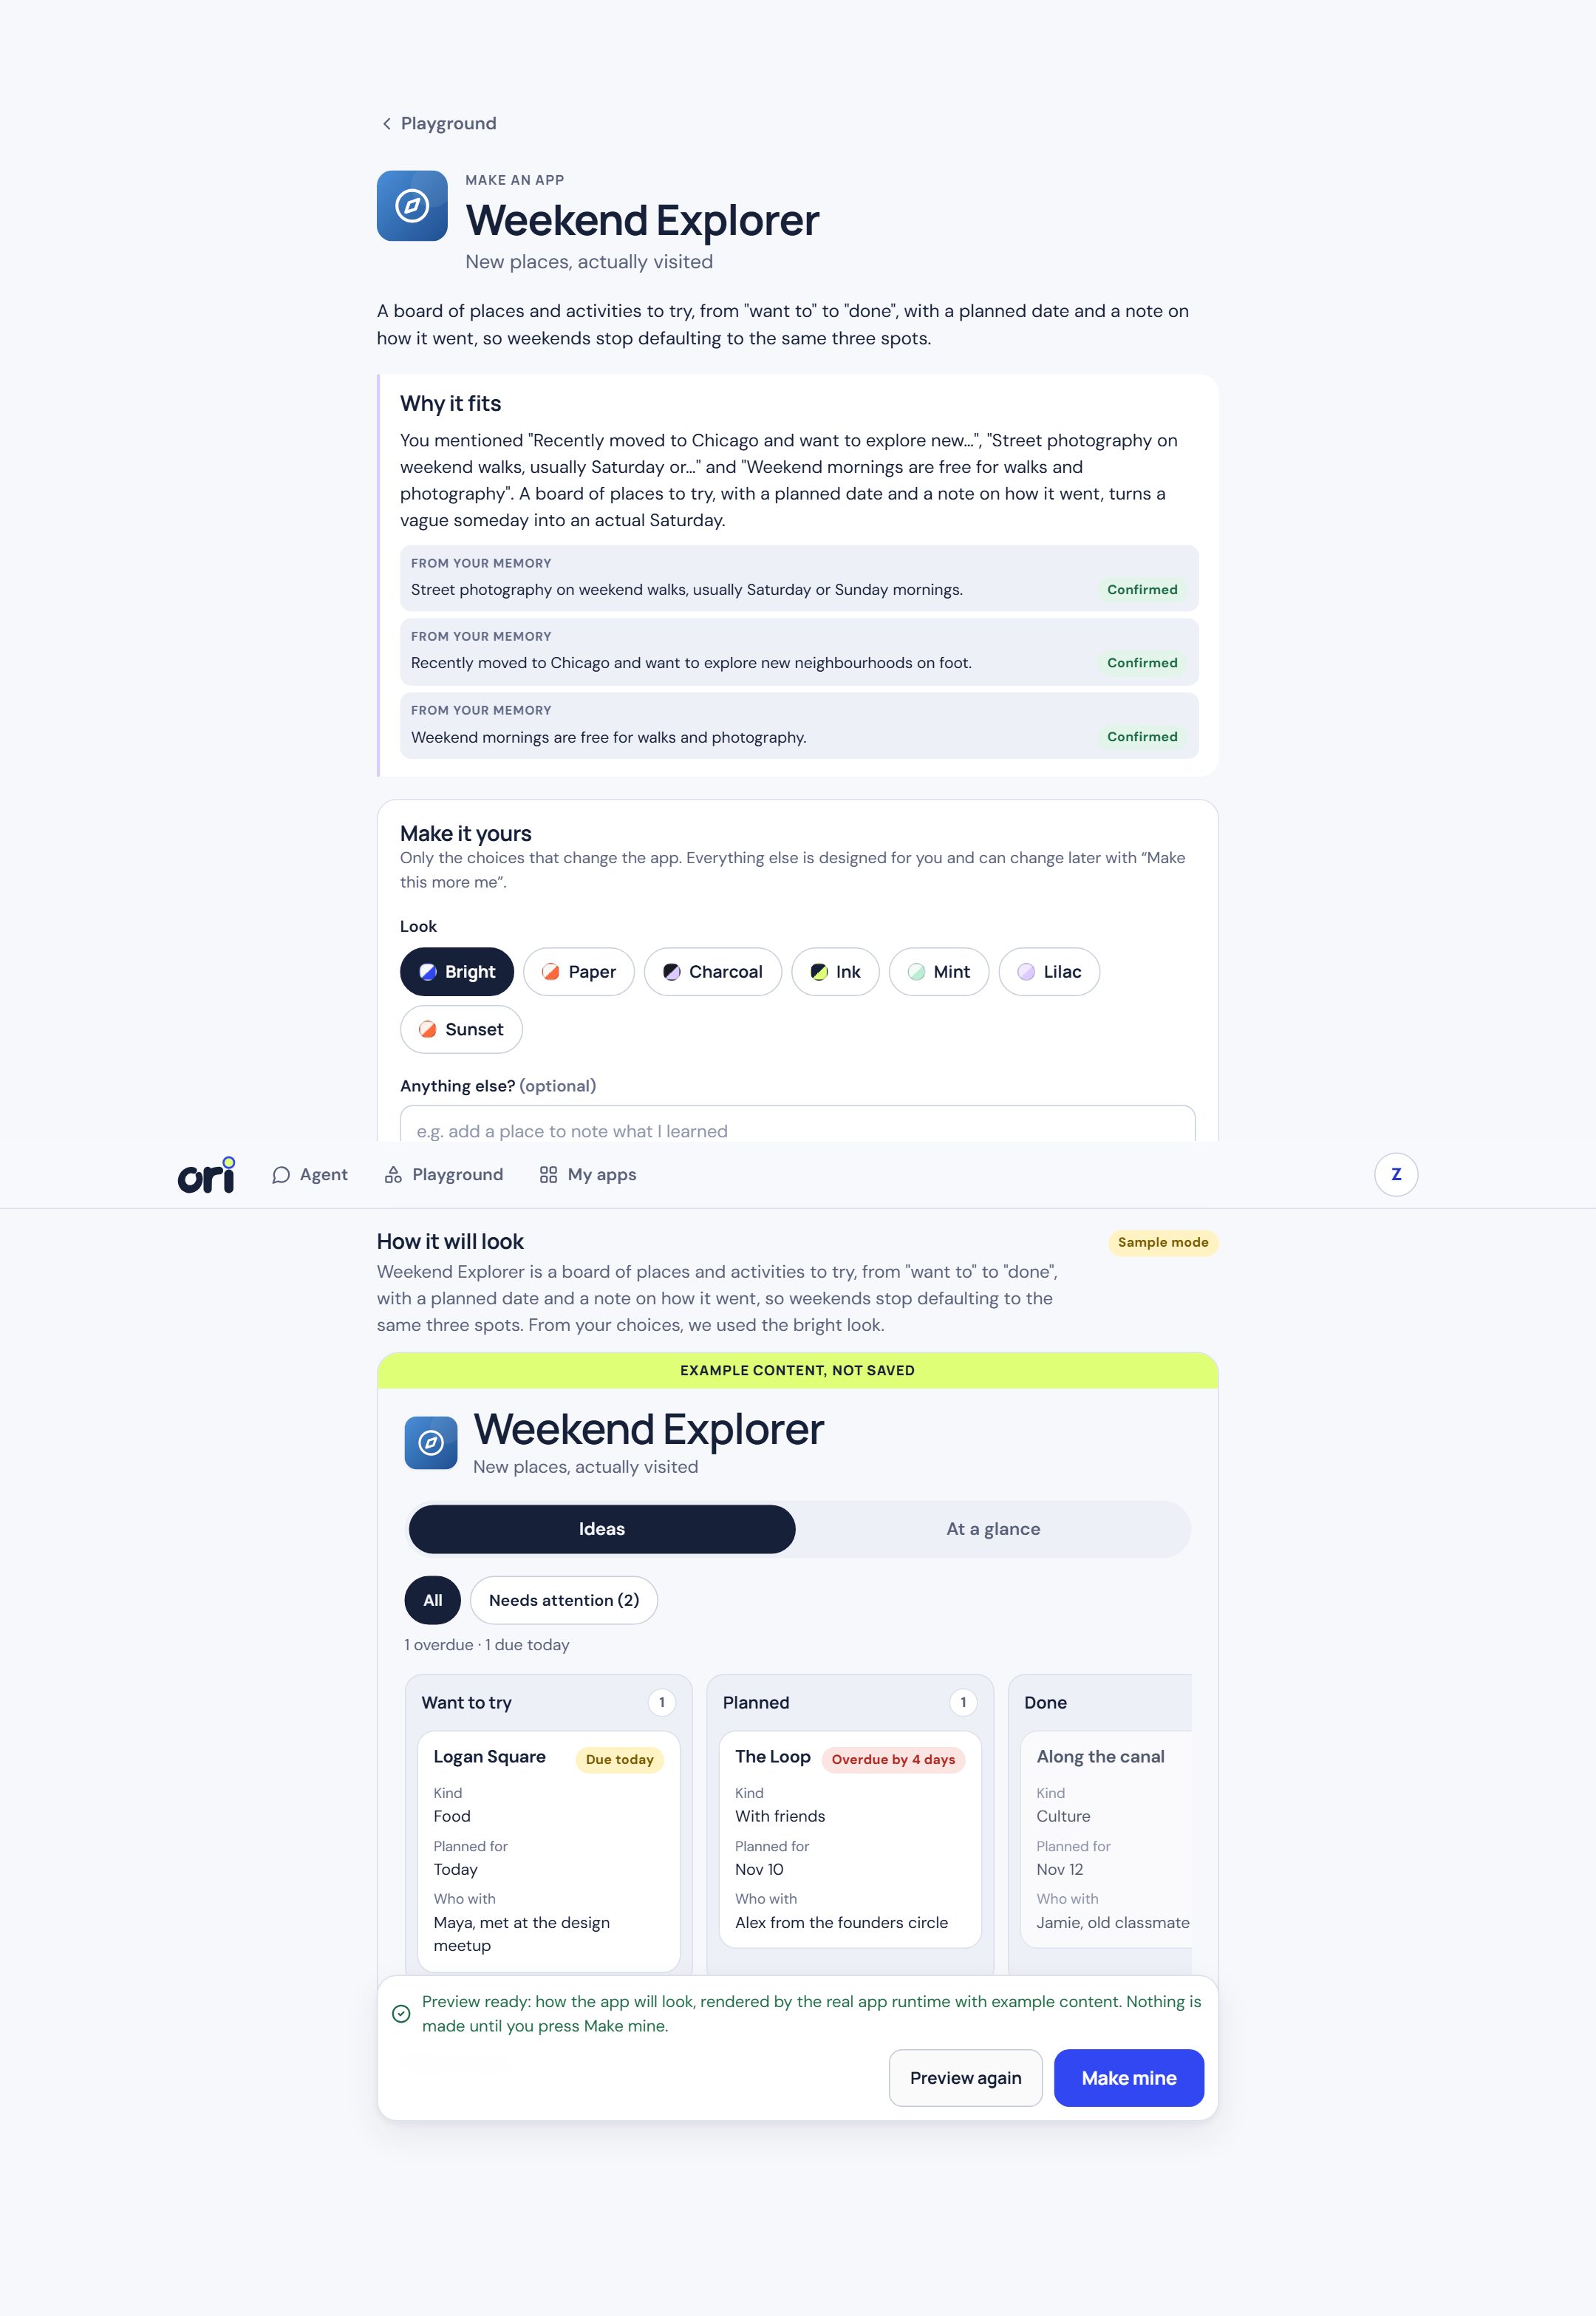 Playground
MAKE AN APP
Weekend Explorer
New places, actually visited
A board of places and activities to try, from "want to" to "done", with a planned date and a note on
how it went, so weekends stop defaulting to the same three spots.
Why it fits
You mentioned "Recently moved to Chicago and want to explore new…", "Street photography on
weekend walks, usually Saturday or…" and "Weekend mornings are free for walks and
photography". A board of places to try, with a planned date and a note on how it went, turns a
vague someday into an actual Saturday.
FROM YOUR MEMORY
Street photography on weekend walks, usually Saturday or Sunday mornings.
Confirmed
FROM YOUR MEMORY
Recently moved to Chicago and want to explore new neighbourhoods on foot.
Confirmed
FROM YOUR MEMORY
Weekend mornings are free for walks and photography.
Confirmed
Make it yours
Only the choices that change the app. Everything else is designed for you and can change later with “Make
this more me”.
Look
Bright
Paper
Charcoal
Ink
Mint
Lilac
Sunset
Anything else? (optional)
e.g. add a place to note what I learned
ori
Agent
Playground
My apps
Z
How it will look
Sample mode
Weekend Explorer is a board of places and activities to try, from "want to" to "done",
with a planned date and a note on how it went, so weekends stop defaulting to the
same three spots. From your choices, we used the bright look.
EXAMPLE CONTENT, NOT SAVED
Weekend Explorer
New places, actually visited
Ideas
At a glance
All
Needs attention (2)
1 overdue · 1 due today
Want to try
1
Logan Square
Due today
Kind
Food
Planned for
Today
Who with
Maya, met at the design
meetup
Planned
1
The Loop
Overdue by 4 days
Kind
With friends
Planned for
Nov 10
Who with
Alex from the founders circle
Done
Along the canal
Kind
Culture
Planned for
Nov 12
Who with
Jamie, old classmate
Preview ready: how the app will look, rendered by the real app runtime with example content. Nothing is
made until you press Make mine.
Preview again
Make mine